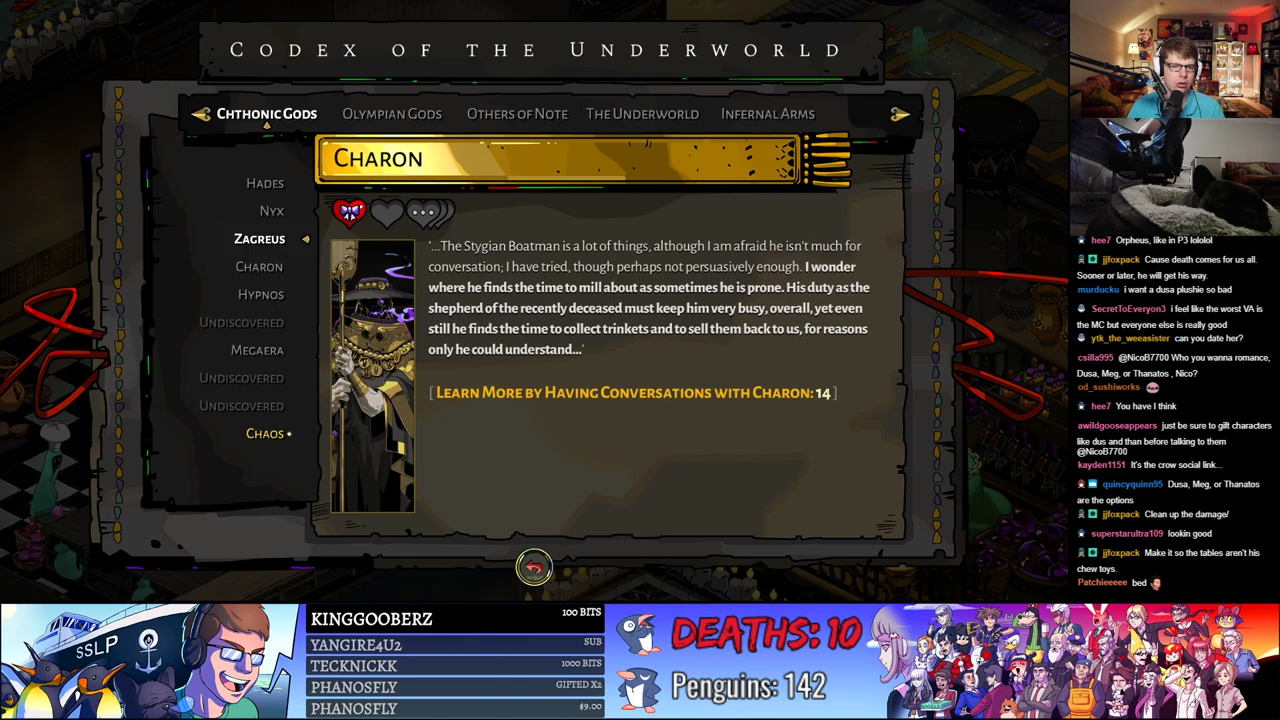 CODEX OF THE UNDERWORLD
CHTHONIC GODS
OLYMPIAN GODS
OTHERS OF NOTE
THE UNDERWORLD
INFERNAL ARMS
CHARON
HADES
NYX
ZAGREUS
CHARON
HYPNOS
UNDISCOVERED
MEGAERA
UNDISCOVERED
UNDISCOVERED
CHAOS
'...The Stygian Boatman is a lot of things, although I am afraid he isn't much for
conversation; I have tried, though perhaps not persuasively enough. I wonder
where he finds the time to mill about as sometimes he is prone. His duty as the
shepherd of the recently deceased must keep him very busy, overall, yet even
still he finds the time to collect trinkets and to sell them back to us, for reasons
only he could understand...'
[ LEARN MORE BY HAVING CONVERSATIONS WITH CHARON: 14 ]
hee7 Orpheus, like in P3 lololol
jjfoxpack Cause death comes for us all.
Sooner or later, he will get his way.
murducku i want a dusa plushie so bad
SecretToEveryon3 i feel like the worst VA is
the MC but everyone else is really good
ytk_the_weeasister can you date her?
csilla995 @NicoB7700 Who you wanna romance,
Dusa, Meg, or Thanatos , Nico?
od_sushiworks
hee7 You have I think
awildgooseappears just be sure to gift characters
like dus and than before talking to them
@NicoB7700
kayden1151 It's the crow social link...
quincyquinn95 Dusa, Meg, or Thanatos
are the options
jjfoxpack Clean up the damage/
superstarultra109 lookin good
jjfoxpack Make it so the tables aren't his
chew toys.
Patchieeeee bed
SSLP
KINGGOOBERZ 100 BITS
YANGIRE4U2 SUB
TECKNICKK 1000 BITS
PHANOSFLY GIFTED X2
PHANOSFLY $9.00
DEATHS: 10
Penguins: 142